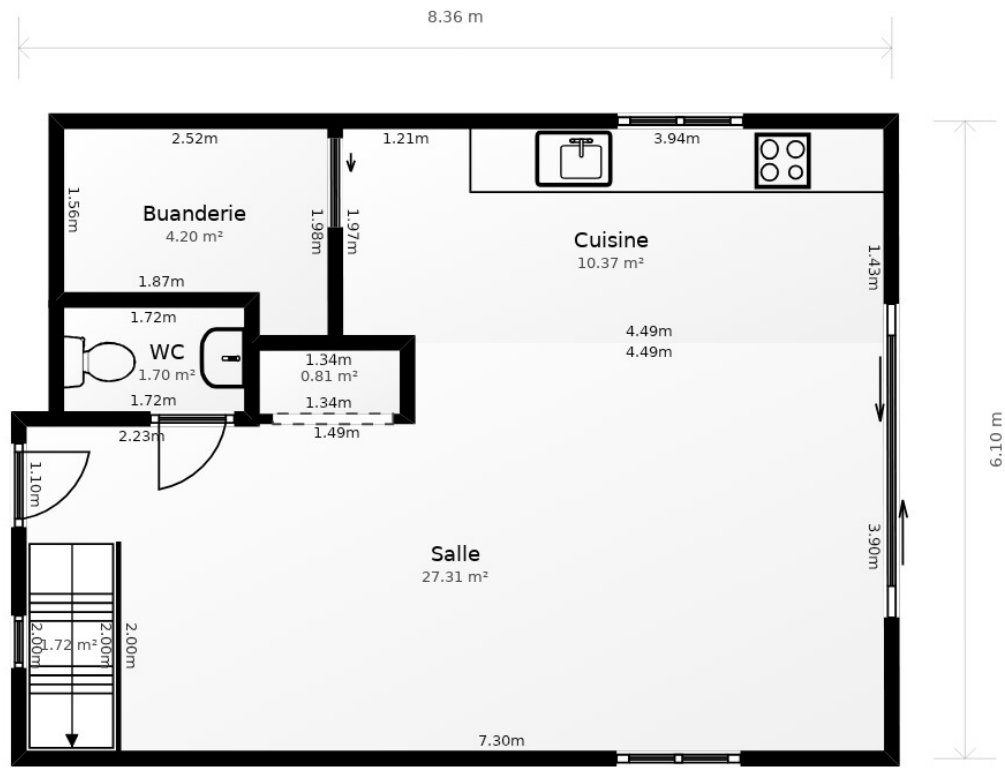 8.36 m
2.52m
1.21m
3.94m
1.56m
Buanderie
4.20 m²
1.98m
1.97m
Cuisine
10.37 m²
1.43m
1.87m
1.72m
WC
1.70 m²
1.72m
4.49m
4.49m
1.34m
0.81 m²
1.34m
1.49m
2.23m
6.10 m
1.10m
3.90m
Salle
27.31 m²
2.00m
1.72 m²
2.00m
2.00m
7.30m